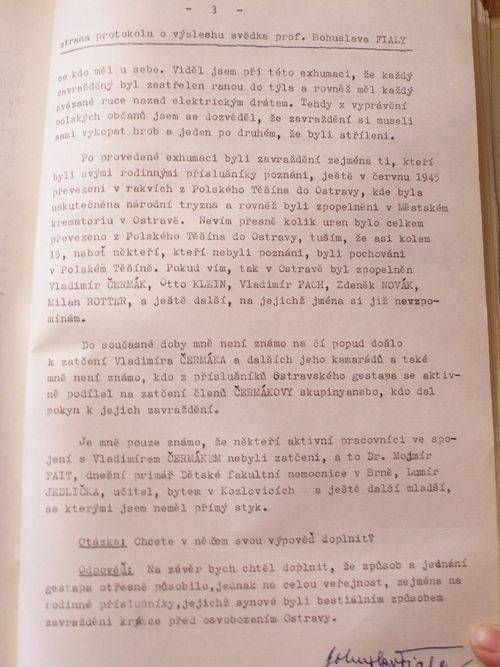 - 3 -
strana protokolu o výslechu svědka prof. Bohuslava FIALY
co kdo měl u sebe. Viděl jsem při této exhumaci, že každý
zavražděný byl zastřelen ranou do týla a rovněž měl každý
svázané ruce nazad elektrickým drátem. Tehdy z vyprávění
polských občanů jsem se dozvěděl, že zavraždění si museli
sami vykopat hrob a jeden po druhém, že byli stříleni.
Po provedené exhumaci byli zavraždění zejména ti, kteří
byli svými rodinnými příslušníky poznáni, ještě v červnu 1945
převezeni v rakvích z Polského Těšína do Ostravy, kde byla
uskutečněna národní tryzna a rovněž byli zpopelněni v Městském
krematoriu v Ostravě. Nevím přesně kolik uren bylo celkem
převezeno z Polského Těšína do Ostravy, tuším, že asi kolem
15, neboť někteří, kteří nebyli poznáni, byli pochováni
v Polském Těšíně. Pokud vím, tak v Ostravě byl zpopelněn
Vladimír ČERMÁK, Otto KLEIN, Vladimír PACH, Zdeněk NOVÁK,
Milan ROTTER, a ještě další, na jejichž jména si již nevzpo-
mínám.
Do současné doby mně není známo na čí popud došlo
k zatčení Vladimíra ČERMÁKA a dalších jeho kamarádů a také
mně není známo, kdo z příslušníků Ostravského gestapa se aktiv-
ně podílel na zatčení členů ČERMÁKOVY skupinyanebo, kdo dal
pokyn k jejich zavraždění.
Je mně pouze známo, že někteří aktivní pracovníci ve spo-
jení s Vladimírem ČERMÁKEM nebyli zatčeni, a to Dr. Mojmír
FAIT, dnešní primář Dětské fakultní nemocnice v Brně, Lumír
JEDLIČKA, učitel, bytem v Kozlovicích a ještě další mladší,
se kterými jsem neměl přímý styk.
Otázka: Chcete v něčem svou výpověď doplnit?
Odpověď: Na závěr bych chtěl doplnit, že způsob a jednání
gestapa otřesně působilo,jednak na celou veřejnost, zejména na
rodinné příslušníky,jejichž synové byli bestiálním způsobem
zavražděni krátce před osvobozením Ostravy.